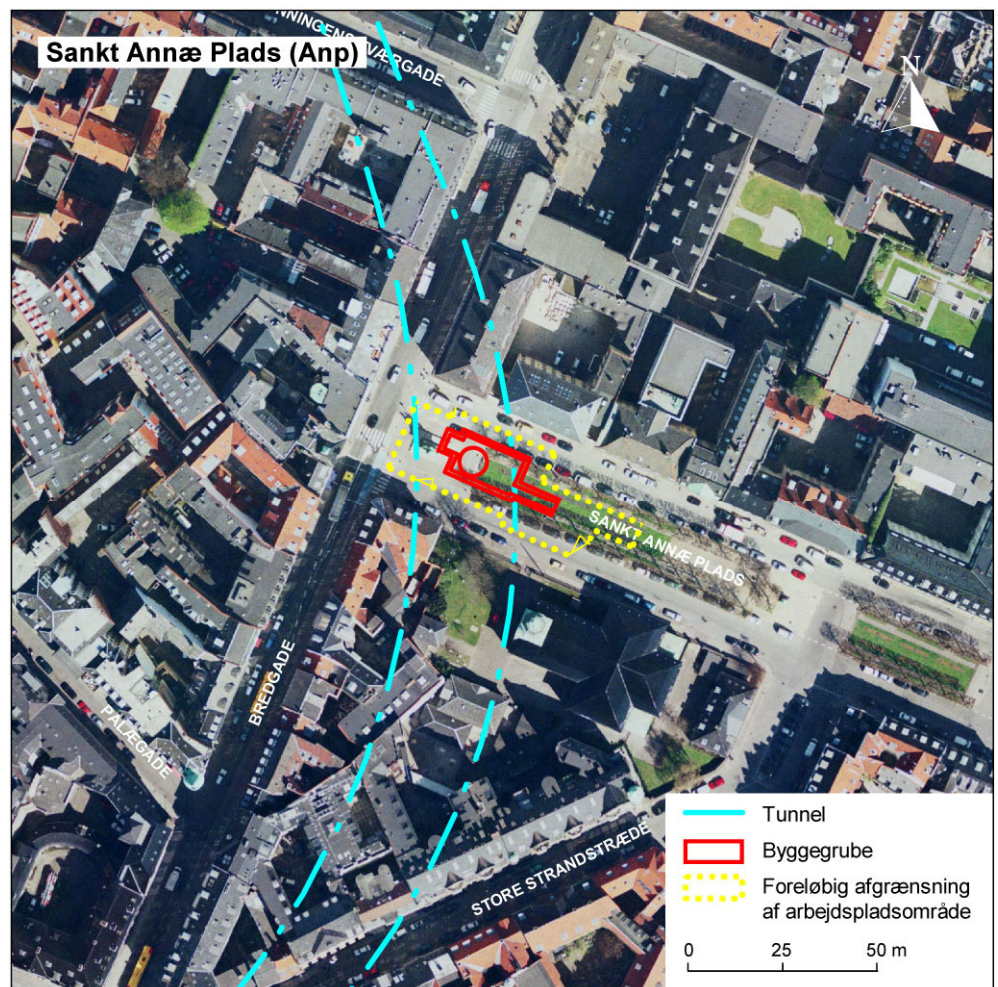 NNINGENSTVÆRGADE
Sankt Annæ Plads (Anp)
N
SANKT ANNÆ PLADS
BREDGADE
PALÆGADE
STORE STRANDSTRÆDE
Tunnel
Byggegrube
Foreløbig afgrænsning
af arbejdspladsområde
0 25 50 m